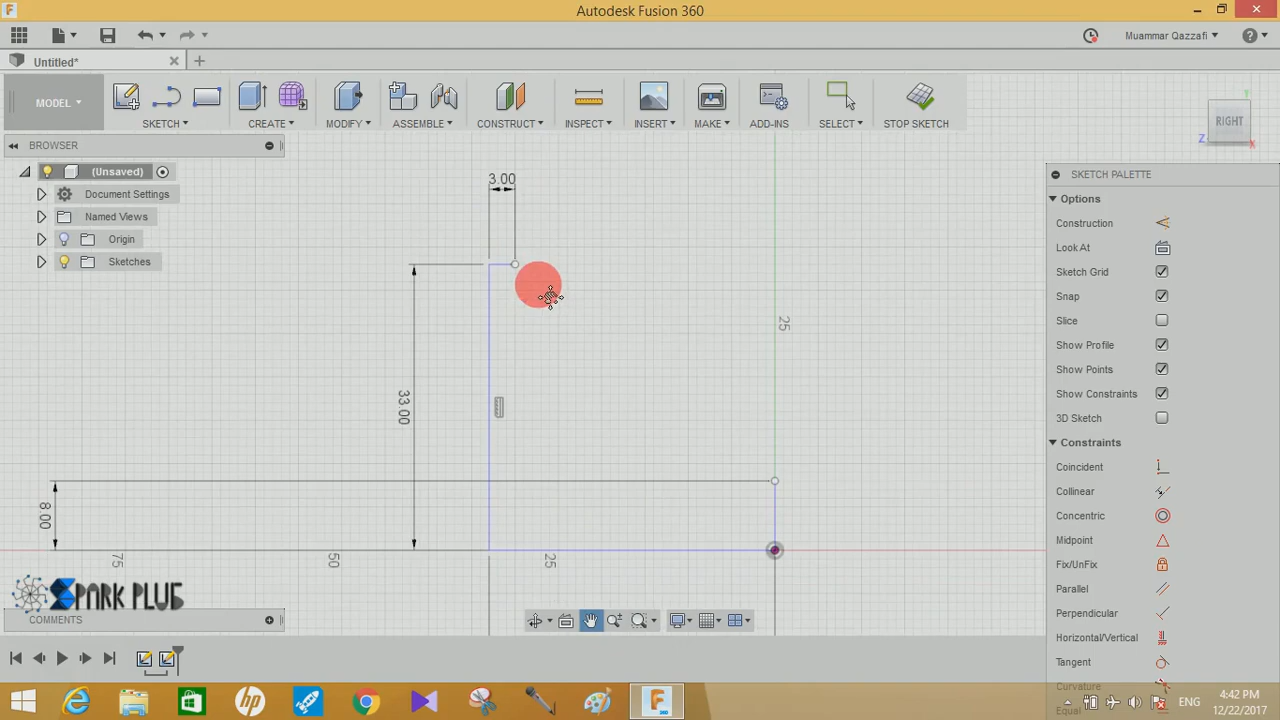 Autodesk Fusion 360
Muammar Qazzafi
Untitled*
MODEL
SKETCH
CREATE
MODIFY
ASSEMBLE
CONSTRUCT
INSPECT
INSERT
MAKE
ADD-INS
SELECT
STOP SKETCH
RIGHT
Y
Z
X
BROWSER
(Unsaved)
Document Settings
Named Views
Origin
Sketches
3.00
33.00
8.00
25
75
50
25
SKETCH PALETTE
Options
Construction
Look At
Sketch Grid
Snap
Slice
Show Profile
Show Points
Show Constraints
3D Sketch
Constraints
Coincident
Collinear
Concentric
Midpoint
Fix/UnFix
Parallel
Perpendicular
Horizontal/Vertical
Tangent
Curvature
Equal
SPARK PLUG
COMMENTS
ENG
4:42 PM
12/22/2017